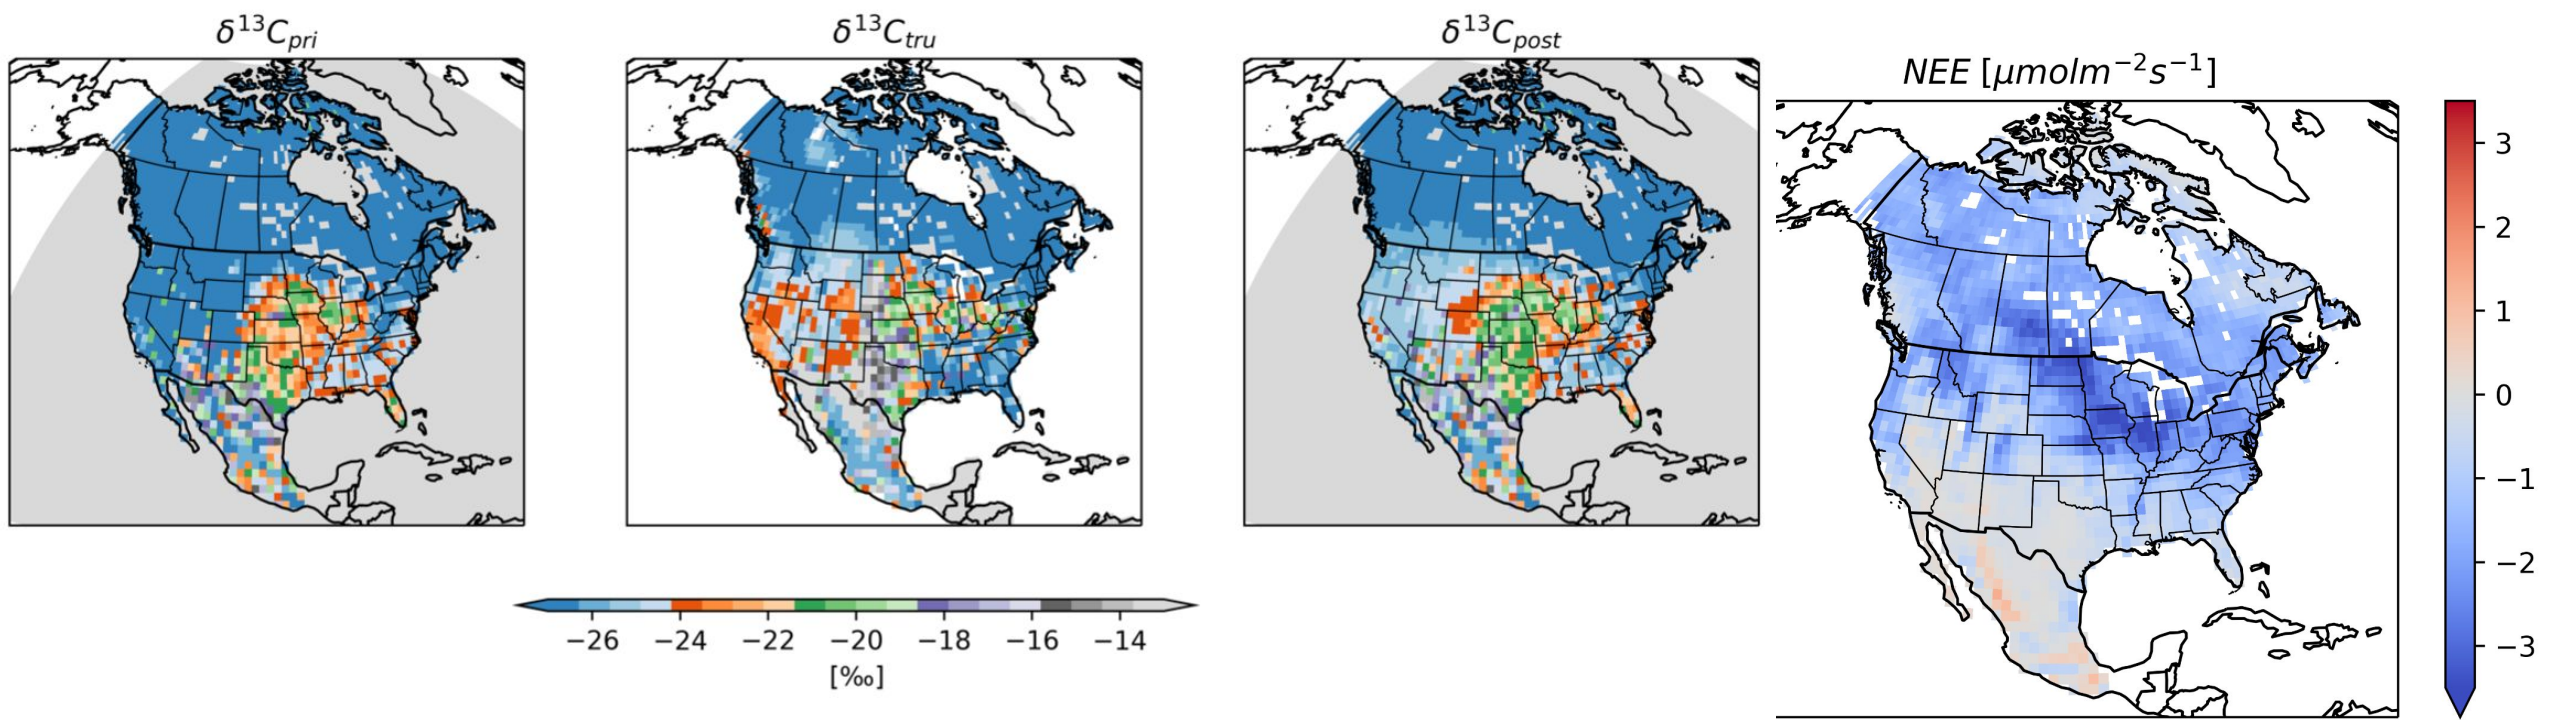 δ¹³C_pri
δ¹³C_tru
δ¹³C_post
NEE [μmolm⁻²s⁻¹]
3
2
1
0
−1
−2
−3
−26 −24 −22 −20 −18 −16 −14
[‰]